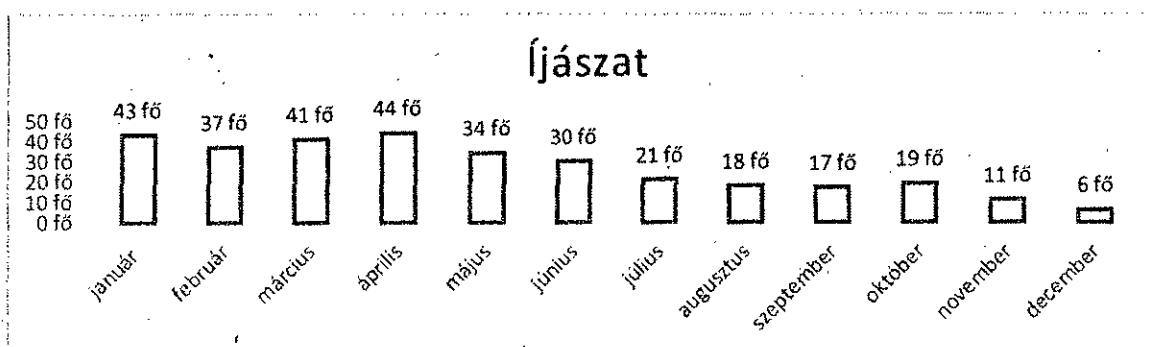 Íjászat
43 fő 37 fő 41 fő 44 fő 34 fő 30 fő 21 fő 18 fő 17 fő 19 fő 11 fő 6 fő
50 fő
40 fő
30 fő
20 fő
10 fő
0 fő
január február március április május június július augusztus szeptember október november december